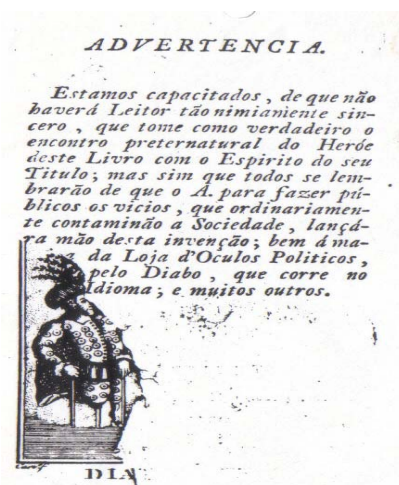 ADVERTENCIA.
Estamos capacitados, de que não
haverá Leitor tão nimiamente sin-
cero, que tome como verdadeiro o
encontro preternatural do Heróe
deste Livro com o Espirito do seu
Titulo; mas sim que todos se lem-
brarão de que o A. para fazer pú-
blicos os vicios, que ordinariamen-
te contaminão a Sociedade, lançá-
ra mão desta invenção; bem á ma-
da Loja d'Oculos Politicos,
pelo Diabo, que corre no
Idioma; e muitos outros.
DIA